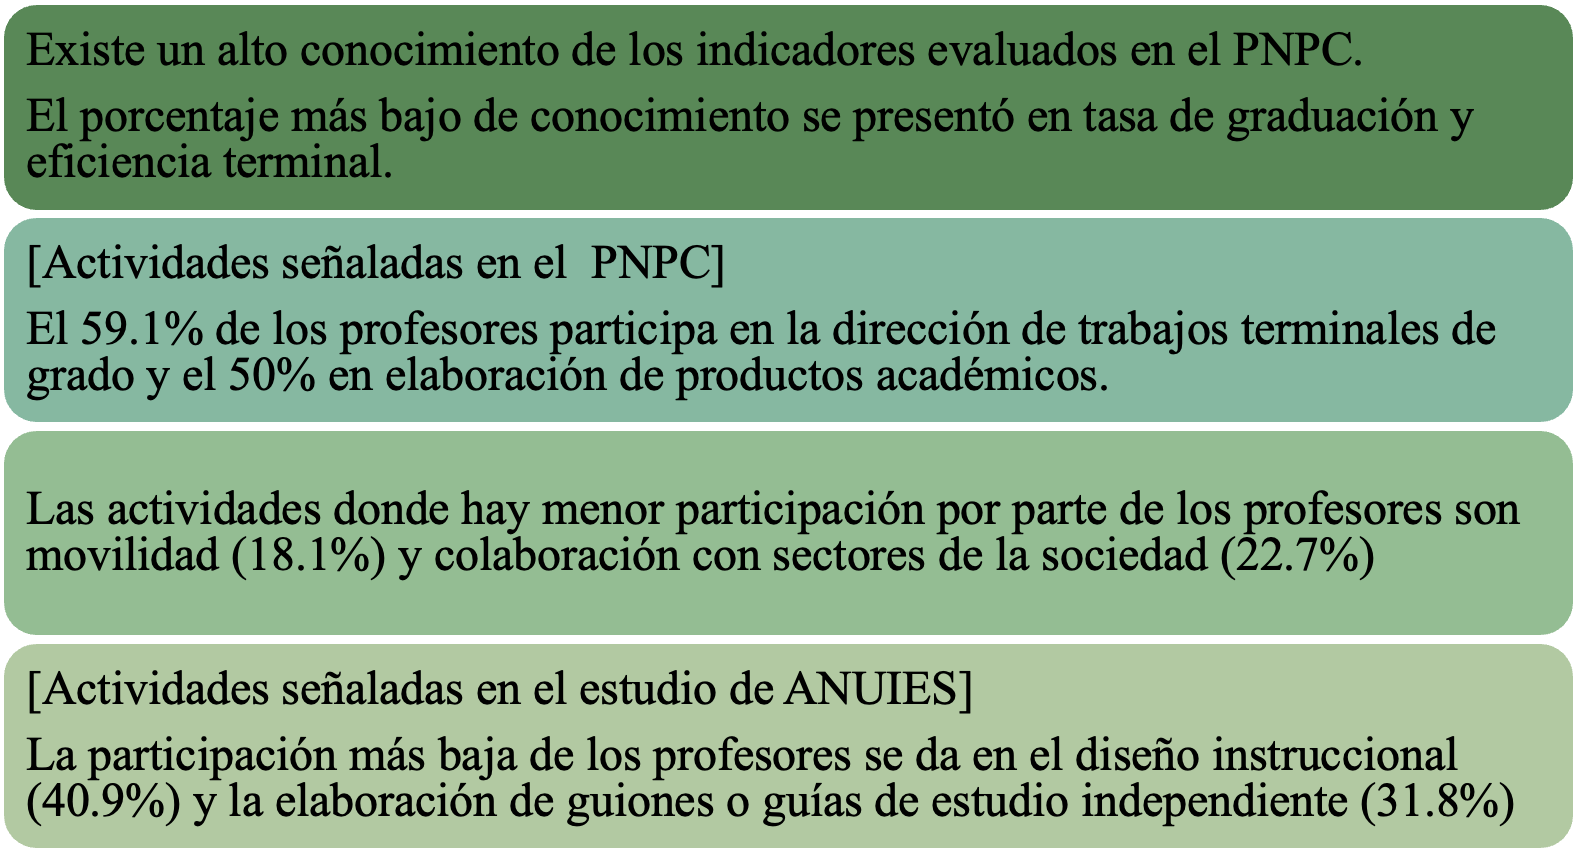 Existe un alto conocimiento de los indicadores evaluados en el PNPC.
El porcentaje más bajo de conocimiento se presentó en tasa de graduación y
eficiencia terminal.
[Actividades señaladas en el  PNPC]
El 59.1% de los profesores participa en la dirección de trabajos terminales de
grado y el 50% en elaboración de productos académicos.
Las actividades donde hay menor participación por parte de los profesores son
movilidad (18.1%) y colaboración con sectores de la sociedad (22.7%)
[Actividades señaladas en el estudio de ANUIES]
La participación más baja de los profesores se da en el diseño instruccional
(40.9%) y la elaboración de guiones o guías de estudio independiente (31.8%)